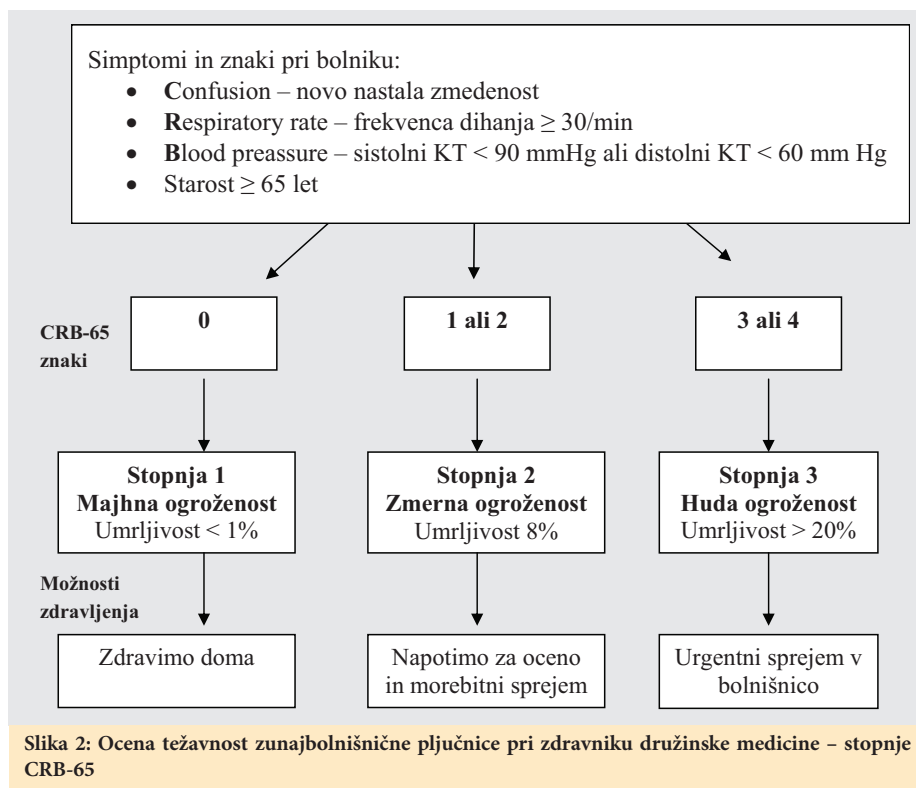 Simptomi in znaki pri bolniku:
• Confusion – novo nastala zmedenost
• Respiratory rate – frekvenca dihanja ≥ 30/min
• Blood preassure – sistolni KT < 90 mmHg ali distolni KT < 60 mm Hg
• Starost ≥ 65 let
CRB-65
znaki
0
1 ali 2
3 ali 4
Stopnja 1
Majhna ogroženost
Umrljivost < 1%
Stopnja 2
Zmerna ogroženost
Umrljivost 8%
Stopnja 3
Huda ogroženost
Umrljivost > 20%
Možnosti
zdravljenja
Zdravimo doma
Napotimo za oceno
in morebitni sprejem
Urgentni sprejem v
bolnišnico
Slika 2: Ocena težavnost zunajbolnišnične pljučnice pri zdravniku družinske medicine – stopnje
CRB-65